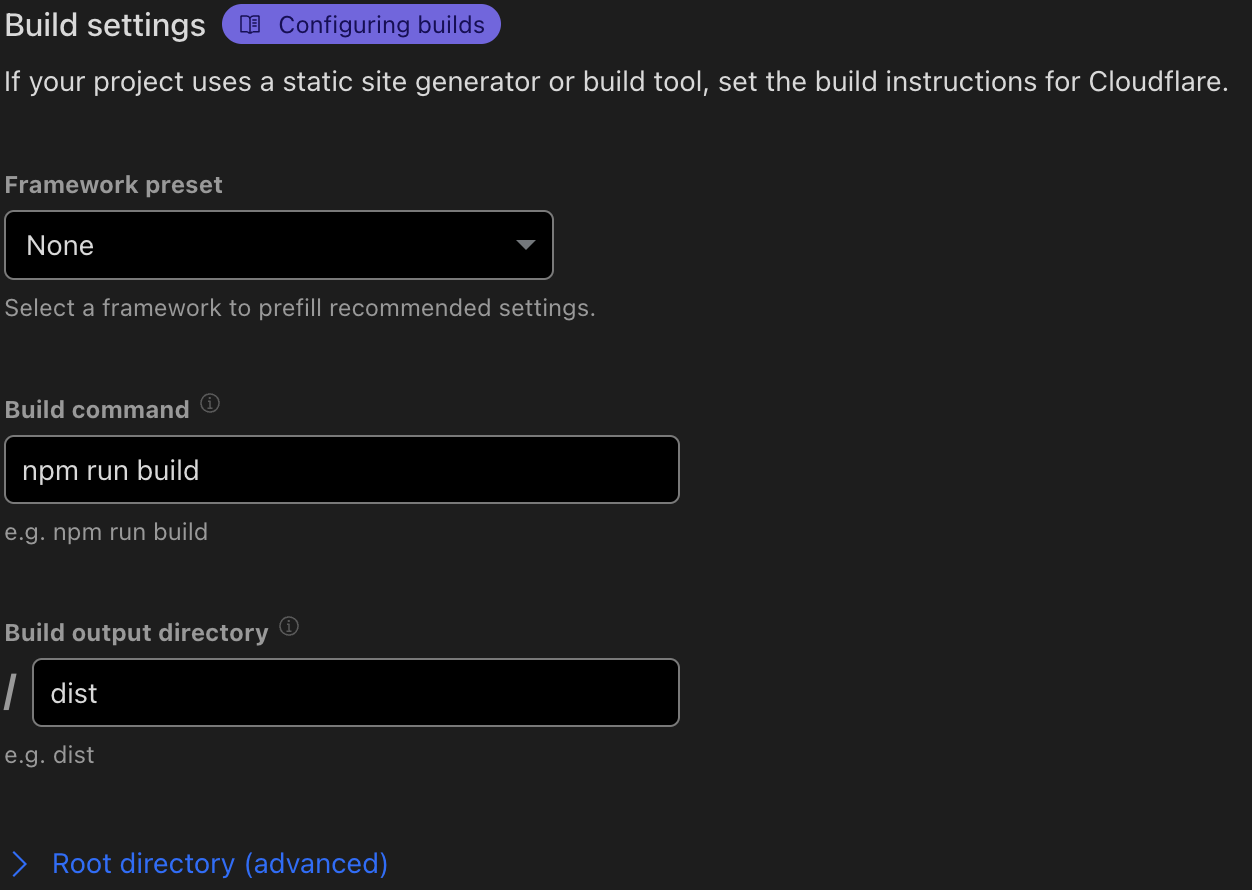 Build settings
Configuring builds
If your project uses a static site generator or build tool, set the build instructions for Cloudflare.
Framework preset
None
Select a framework to prefill recommended settings.
Build command
npm run build
e.g. npm run build
Build output directory
/
dist
e.g. dist
Root directory (advanced)